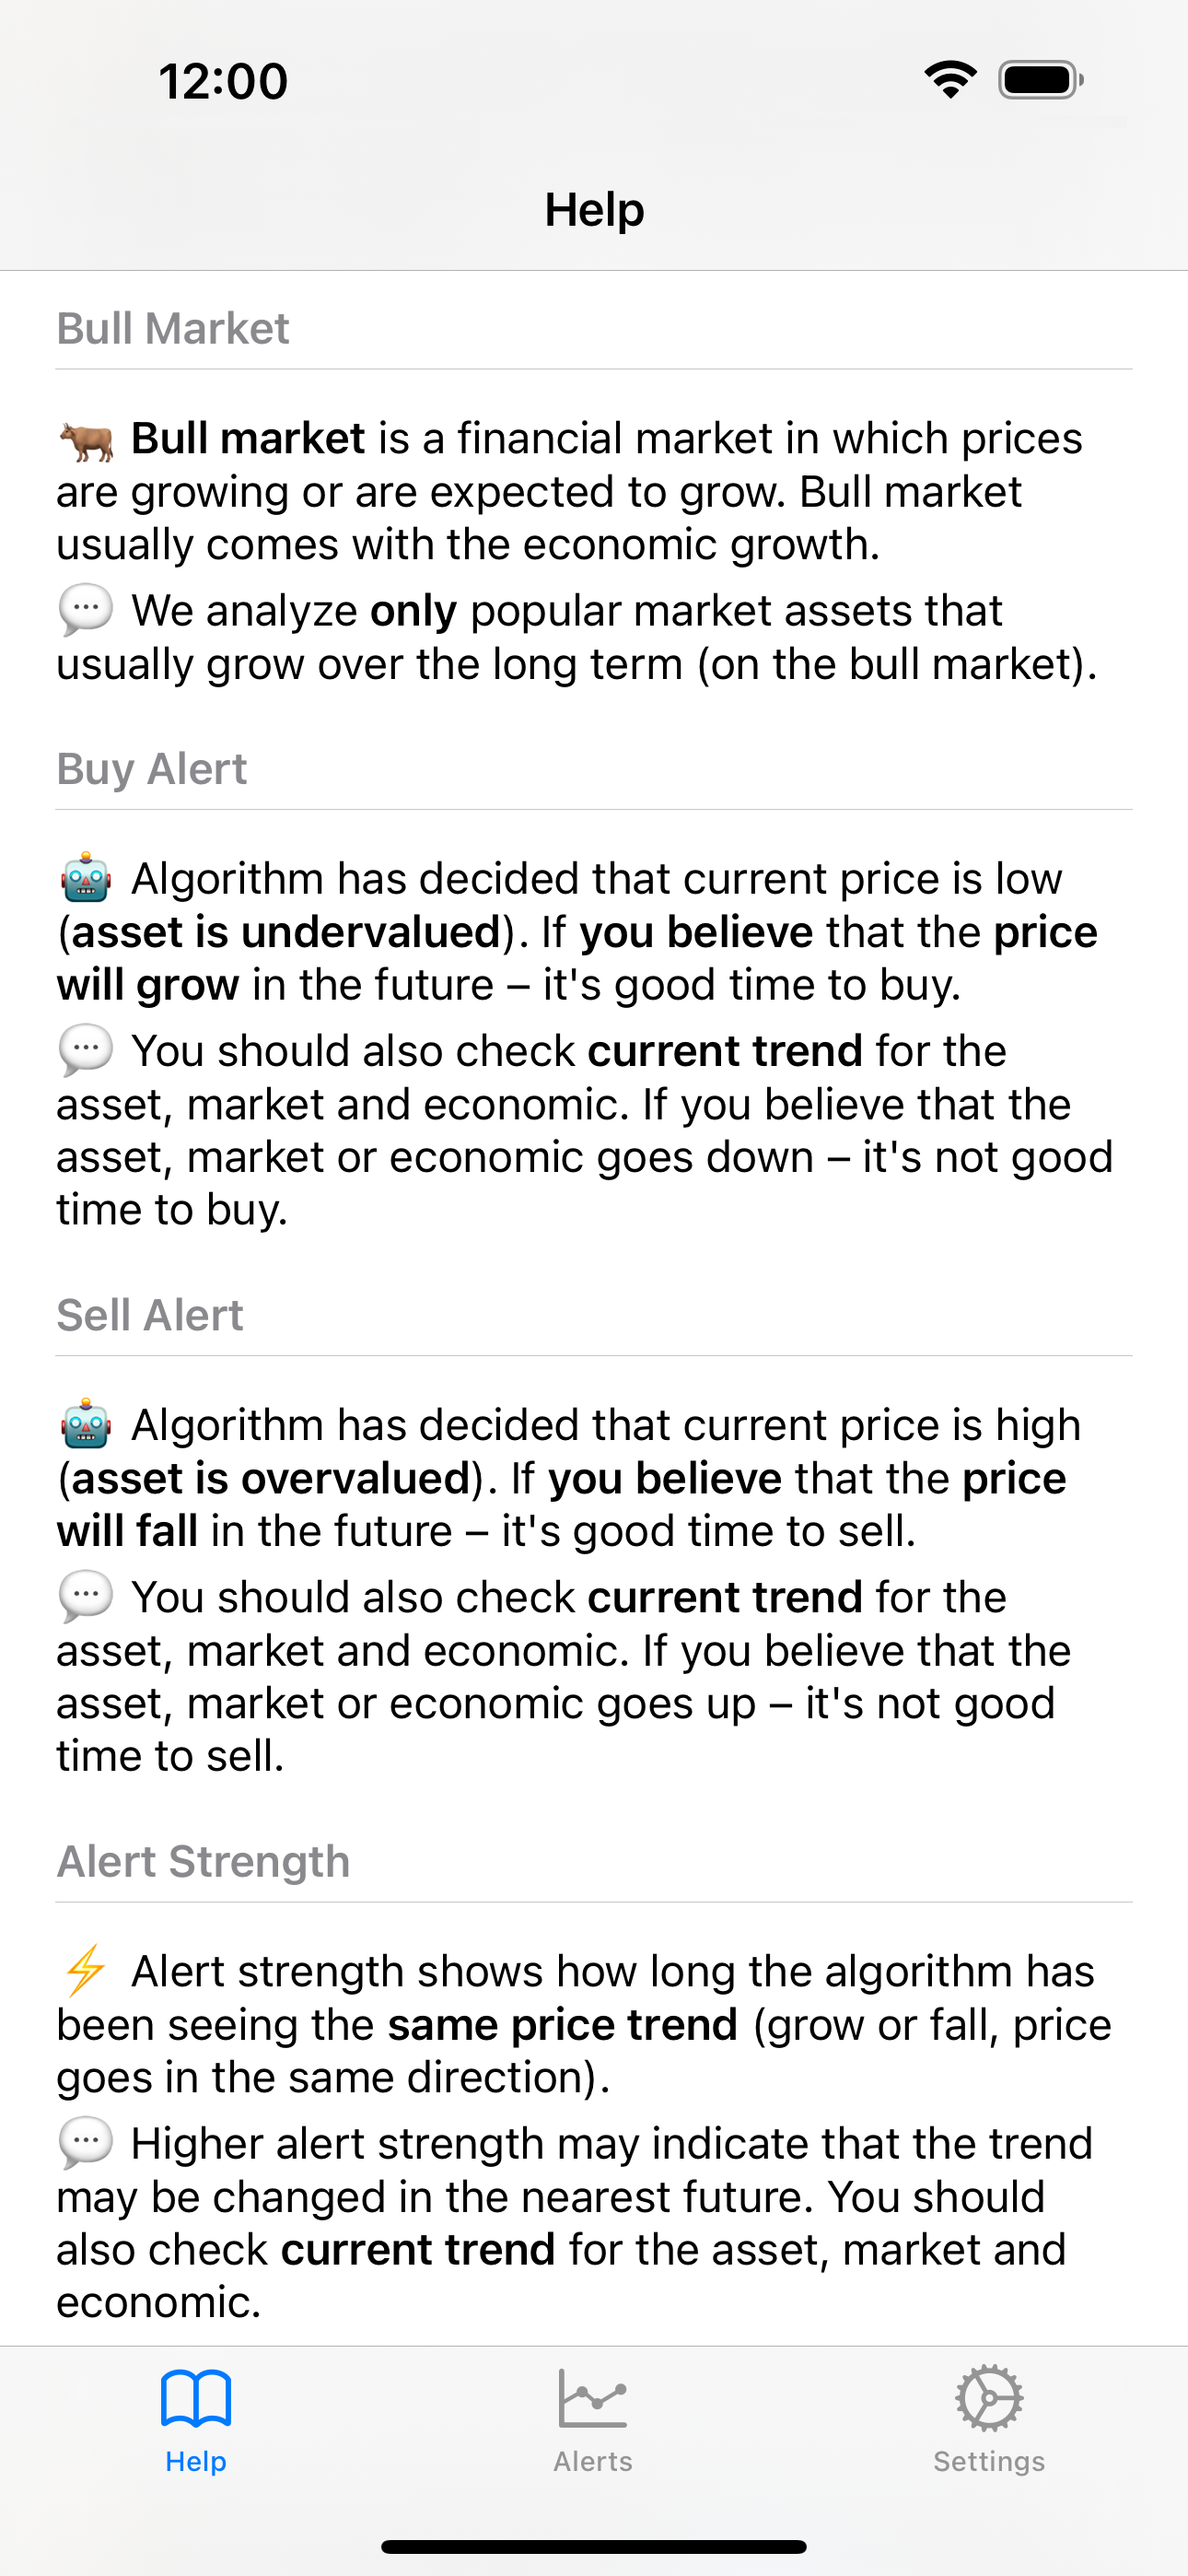 12:00
Help
Bull Market
🐂 Bull market is a financial market in which prices
are growing or are expected to grow. Bull market
usually comes with the economic growth.
💬 We analyze only popular market assets that
usually grow over the long term (on the bull market).
Buy Alert
🤖 Algorithm has decided that current price is low
(asset is undervalued). If you believe that the price
will grow in the future – it's good time to buy.
💬 You should also check current trend for the
asset, market and economic. If you believe that the
asset, market or economic goes down – it's not good
time to buy.
Sell Alert
🤖 Algorithm has decided that current price is high
(asset is overvalued). If you believe that the price
will fall in the future – it's good time to sell.
💬 You should also check current trend for the
asset, market and economic. If you believe that the
asset, market or economic goes up – it's not good
time to sell.
Alert Strength
⚡ Alert strength shows how long the algorithm has
been seeing the same price trend (grow or fall, price
goes in the same direction).
💬 Higher alert strength may indicate that the trend
may be changed in the nearest future. You should
also check current trend for the asset, market and
economic.
Help
Alerts
Settings